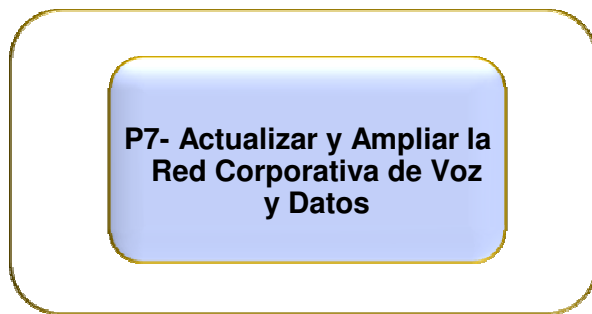 P7- Actualizar y Ampliar la
Red Corporativa de Voz
y Datos